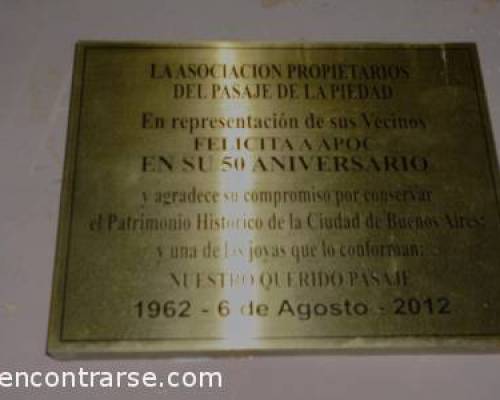 LA ASOCIACION PROPIETARIOS
DEL PASAJE DE LA PIEDAD
En representación de sus Vecinos
FELICITA A APOC
EN SU 50 ANIVERSARIO
y agradece su compromiso por conservar
el Patrimonio Histórico de la Ciudad de Buenos Aires;
y una de las joyas que lo conforman:
NUESTRO QUERIDO PASAJE
1962 - 6 de Agosto - 2012
encontrarse.com